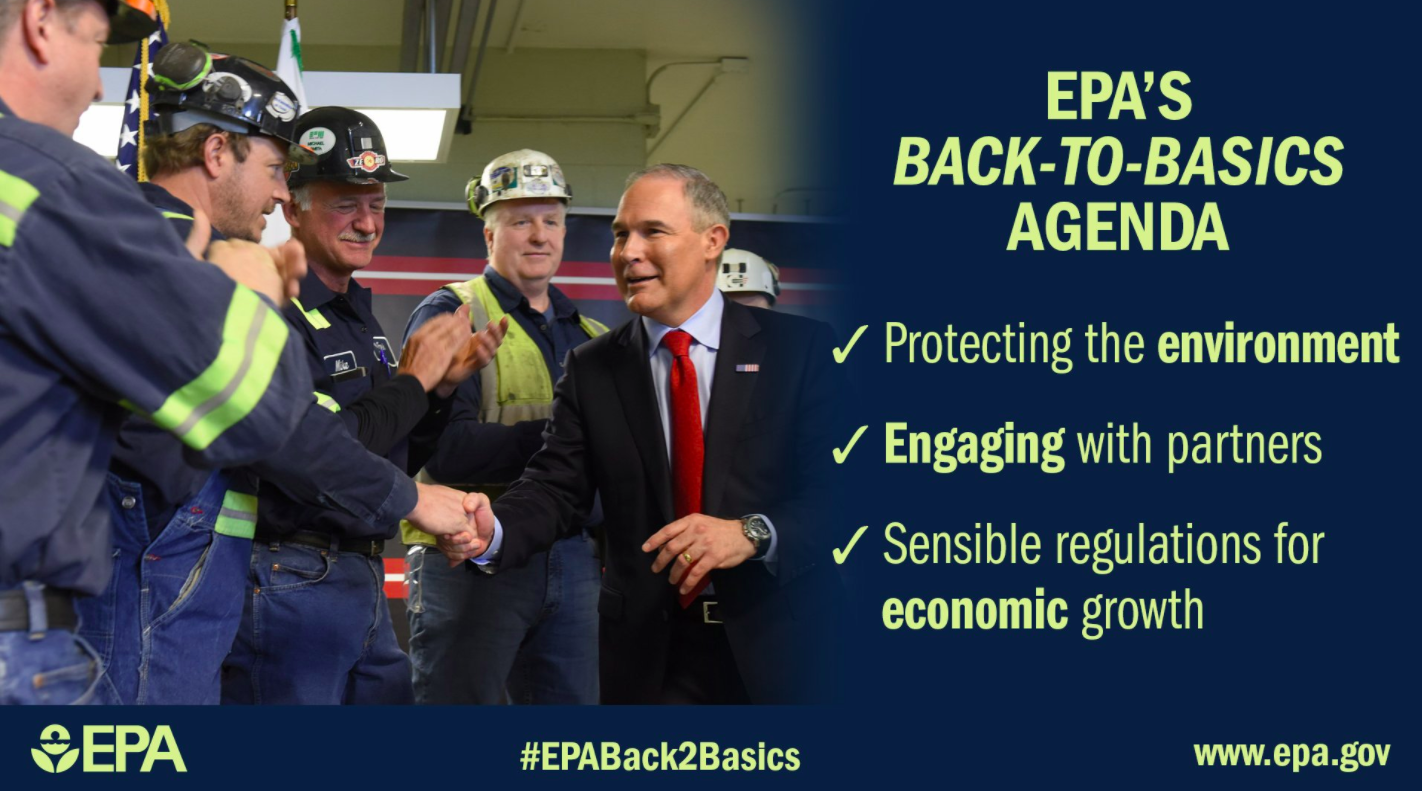 EPA'S
BACK-TO-BASICS
AGENDA
✓ Protecting the environment
✓ Engaging with partners
✓ Sensible regulations for
economic growth
Mike
EPA
#EPABack2Basics
www.epa.gov